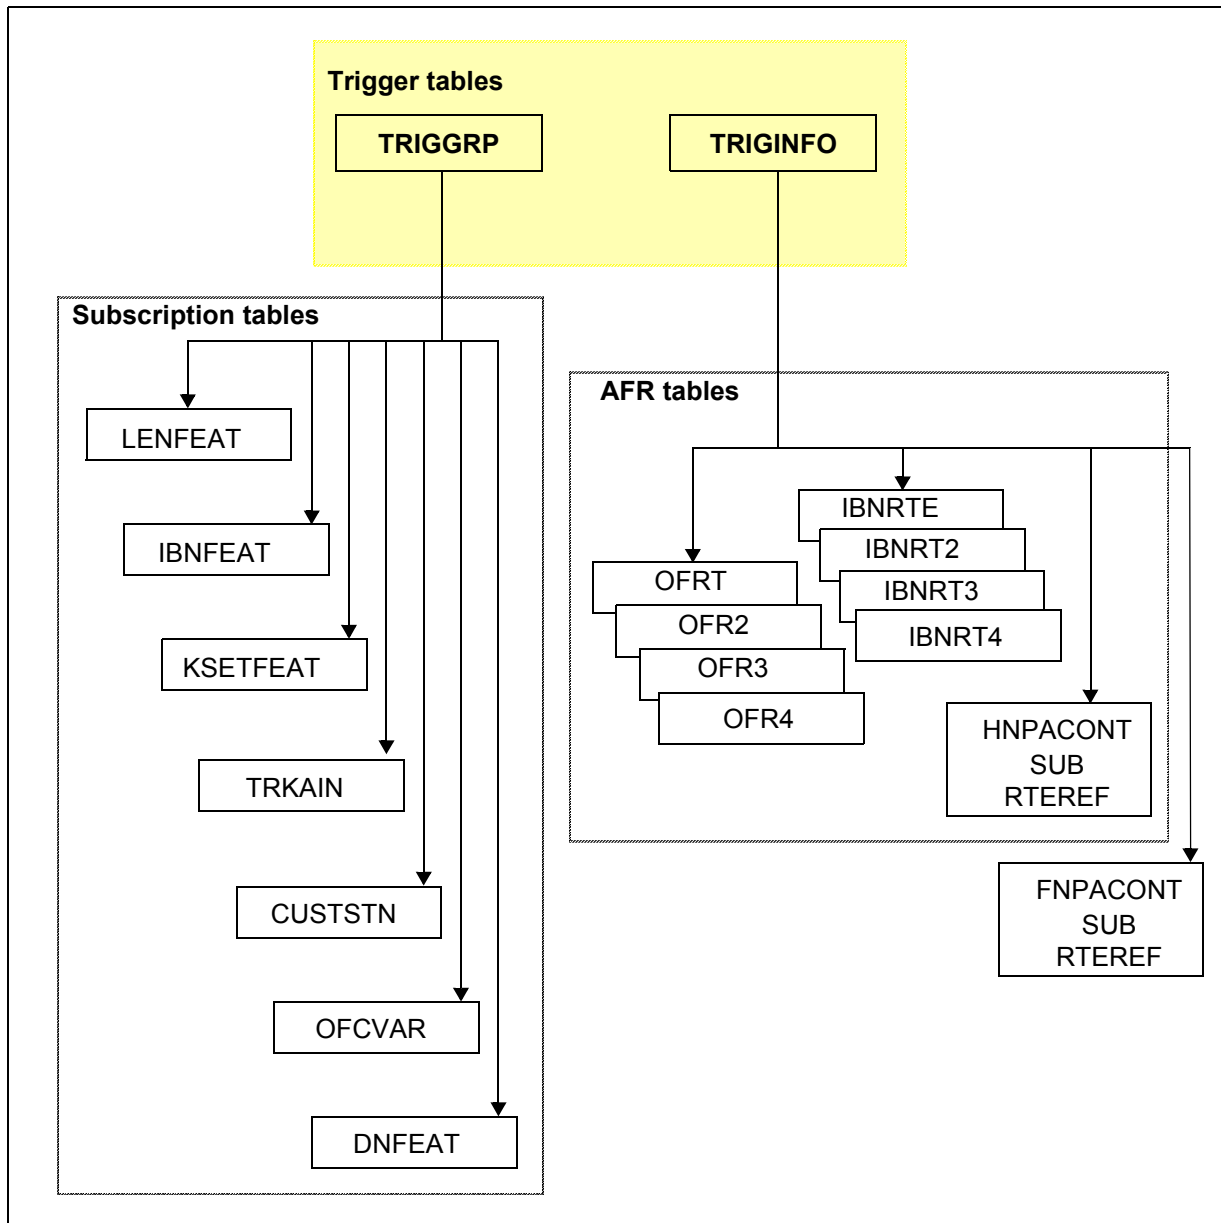 Trigger tables
TRIGGRP
TRIGINFO
Subscription tables
LENFEAT
IBNFEAT
KSETFEAT
TRKAIN
CUSTSTN
OFCVAR
DNFEAT
AFR tables
OFRT
OFR2
OFR3
OFR4
IBNRTE
IBNRT2
IBNRT3
IBNRT4
HNPACONT
SUB
RTEREF
FNPACONT
SUB
RTEREF